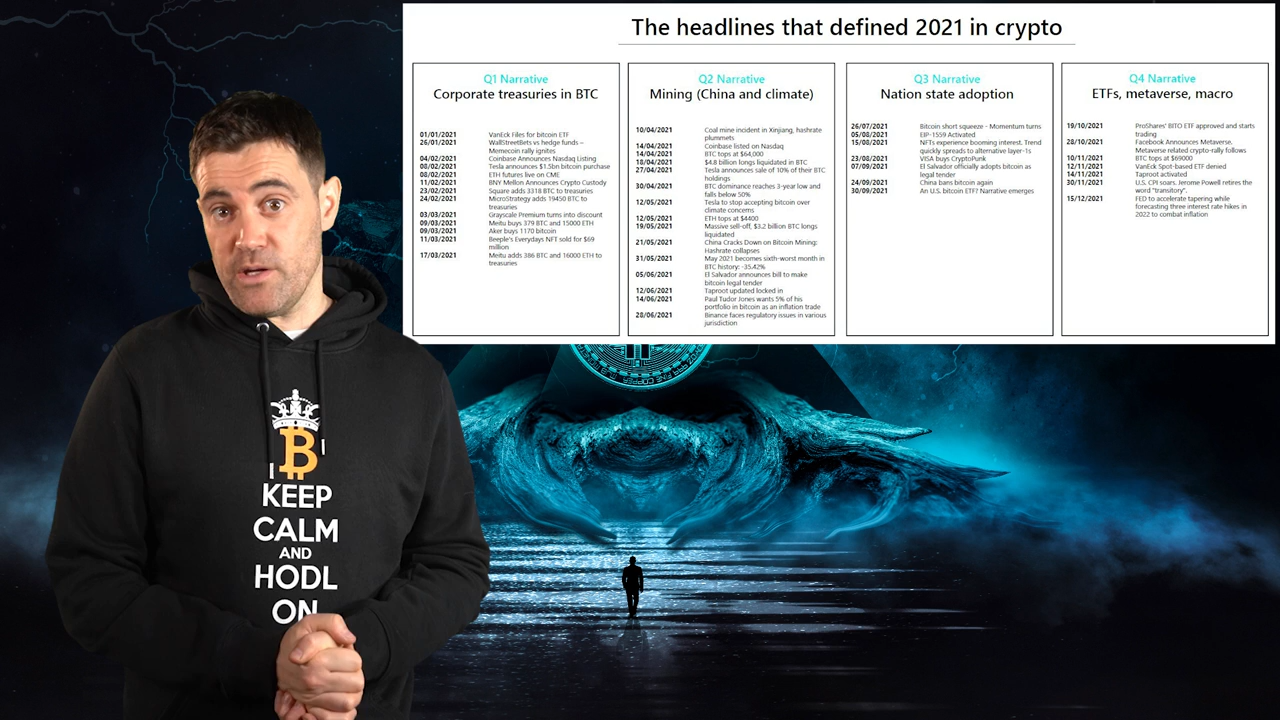 The headlines that defined 2021 in crypto
Q1 Narrative
Corporate treasuries in BTC
01/01/2021 VanEck Files for bitcoin ETF
26/01/2021 WallStreetBets vs hedge funds –
Memecoin rally ignites
04/02/2021 Coinbase Announces Nasdaq Listing
08/02/2021 Tesla announces $1.5bn bitcoin purchase
08/02/2021 ETH futures live on CME
11/02/2021 BNY Mellon Announces Crypto Custody
23/02/2021 Square adds 3318 BTC to treasuries
24/02/2021 MicroStrategy adds 19450 BTC to
treasuries
03/03/2021 Grayscale Premium turns into discount
09/03/2021 Meitu buys 379 BTC and 15000 ETH
09/03/2021 Aker buys 1170 bitcoin
11/03/2021 Beeple's Everydays NFT sold for $69
million
17/03/2021 Meitu adds 386 BTC and 16000 ETH to
treasuries
Q2 Narrative
Mining (China and climate)
10/04/2021 Coal mine incident in Xinjiang, hashrate
plummets
14/04/2021 Coinbase listed on Nasdaq
14/04/2021 BTC tops at $64,000
18/04/2021 $4.8 billion longs liquidated in BTC
27/04/2021 Tesla announces sale of 10% of their BTC
holdings
30/04/2021 BTC dominance reaches 3-year low and
falls below 50%
12/05/2021 Tesla to stop accepting bitcoin over
climate concerns
12/05/2021 ETH tops at $4400
19/05/2021 Massive sell-off, $3.2 billion BTC longs
liquidated
21/05/2021 China Cracks Down on Bitcoin Mining:
Hashrate collapses
31/05/2021 May 2021 becomes sixth-worst month in
BTC history: -35.42%
05/06/2021 El Salvador announces bill to make
bitcoin legal tender
12/06/2021 Taproot updated locked in
14/06/2021 Paul Tudor Jones wants 5% of his
portfolio in bitcoin as an inflation trade
28/06/2021 Binance faces regulatory issues in various
jurisdiction
Q3 Narrative
Nation state adoption
26/07/2021 Bitcoin short squeeze - Momentum turns
05/08/2021 EIP-1559 Activated
15/08/2021 NFTs experience booming interest. Trend
quickly spreads to alternative layer-1s
23/08/2021 VISA buys CryptoPunk
07/09/2021 El Salvador officially adopts bitcoin as
legal tender
24/09/2021 China bans bitcoin again
30/09/2021 An U.S. bitcoin ETF? Narrative emerges
Q4 Narrative
ETFs, metaverse, macro
19/10/2021 ProShares' BITO ETF approved and starts
trading
28/10/2021 Facebook Announces Metaverse.
Metaverse related crypto-rally follows
10/11/2021 BTC tops at $69000
12/11/2021 VanEck Spot-based ETF denied
14/11/2021 Taproot activated
30/11/2021 U.S. CPI soars. Jerome Powell retires the
word "transitory".
15/12/2021 FED to accelerate tapering while
forecasting three interest rate hikes in
2022 to combat inflation
KEEP
CALM
AND
HODL
ON